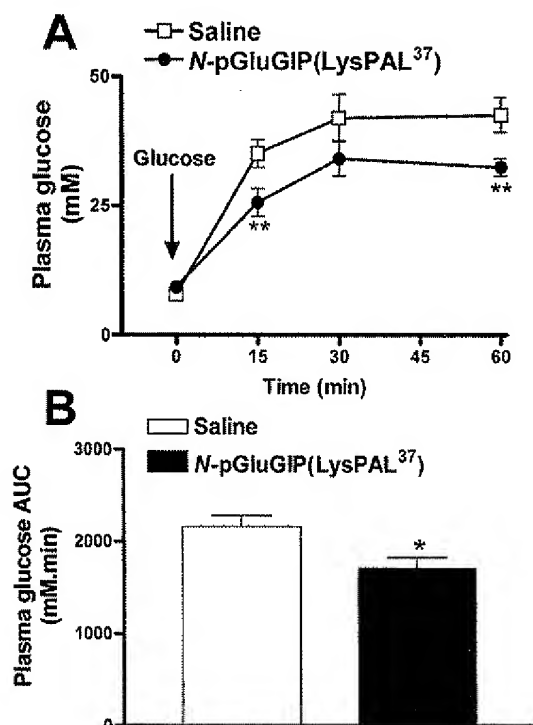 A
Saline
N-pGluGIP(LysPAL37)
50
25
0
Plasma glucose
(mM)
Glucose
**
**
0 15 30 45 60
Time (min)
B
Saline
N-pGluGIP(LysPAL37)
3000
2000
1000
0
Plasma glucose AUC
(mM.min)
*